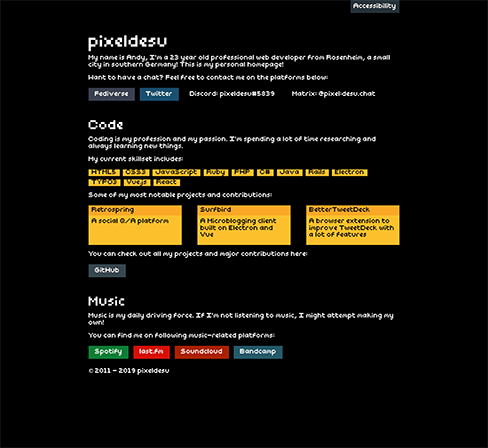 Accessibility
pixeldesu
My name is Andy, I'm a 23 year old professional web developer from Rosenheim, a small
city in southern Germany! This is my personal homepage!
Want to have a chat? Feel free to contact me on the platforms below:
Fediverse Twitter Discord: pixeldesu#5839 Matrix: @pixel:desu.chat
Code
Coding is my profession and my passion. I'm spending a lot of time researching and
always learning new things.
My current skillset includes:
HTML5 CSS3 JavaScript Ruby PHP C# Java Rails Electron
TYPO3 Vuejs React
Some of my most notable projects and contributions:
Retrospring Surfbird BetterTweetDeck
A social Q/A platform A Microblogging client A browser extension to
built on Electron and improve TweetDeck with
Vue a lot of features
You can check out all my projects and major contributions here:
GitHub
Music
Music is my daily driving force. If I'm not listening to music, I might attempt making my
own!
You can find me on following music-related platforms:
Spotify last.fm Soundcloud Bandcamp
© 2011 - 2019 pixeldesu